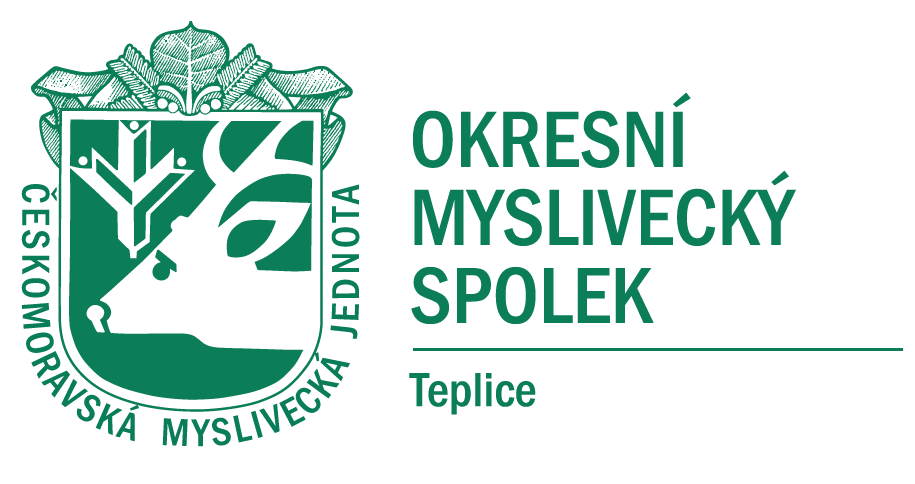 ČESKOMORAVSKÁ MYSLIVECKÁ JEDNOTA
OKRESNÍ
MYSLIVECKÝ
SPOLEK
Teplice